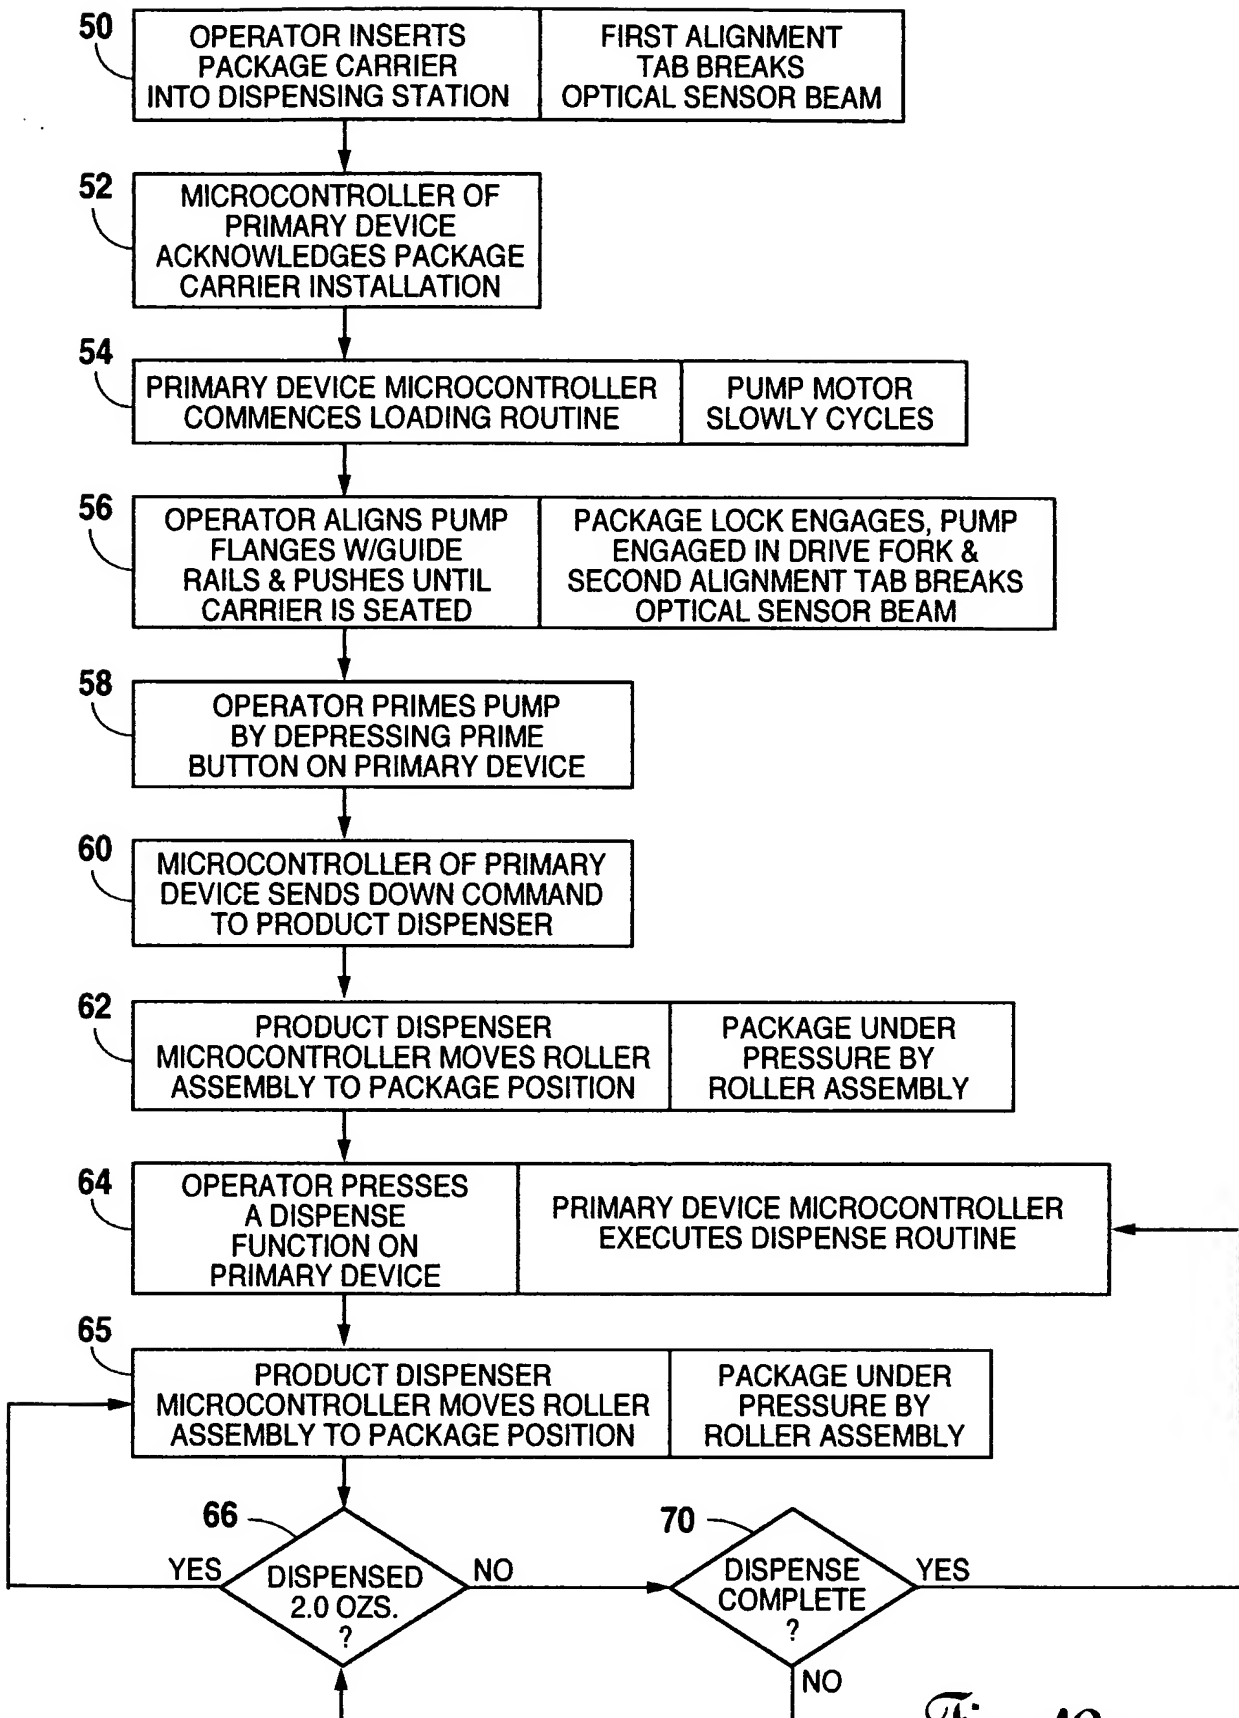 50
OPERATOR INSERTS
PACKAGE CARRIER
INTO DISPENSING STATION
FIRST ALIGNMENT
TAB BREAKS
OPTICAL SENSOR BEAM
52
MICROCONTROLLER OF
PRIMARY DEVICE
ACKNOWLEDGES PACKAGE
CARRIER INSTALLATION
54
PRIMARY DEVICE MICROCONTROLLER
COMMENCES LOADING ROUTINE
PUMP MOTOR
SLOWLY CYCLES
56
OPERATOR ALIGNS PUMP
FLANGES W/GUIDE
RAILS & PUSHES UNTIL
CARRIER IS SEATED
PACKAGE LOCK ENGAGES, PUMP
ENGAGED IN DRIVE FORK &
SECOND ALIGNMENT TAB BREAKS
OPTICAL SENSOR BEAM
58
OPERATOR PRIMES PUMP
BY DEPRESSING PRIME
BUTTON ON PRIMARY DEVICE
60
MICROCONTROLLER OF PRIMARY
DEVICE SENDS DOWN COMMAND
TO PRODUCT DISPENSER
62
PRODUCT DISPENSER
MICROCONTROLLER MOVES ROLLER
ASSEMBLY TO PACKAGE POSITION
PACKAGE UNDER
PRESSURE BY
ROLLER ASSEMBLY
64
OPERATOR PRESSES
A DISPENSE
FUNCTION ON
PRIMARY DEVICE
PRIMARY DEVICE MICROCONTROLLER
EXECUTES DISPENSE ROUTINE
65
PRODUCT DISPENSER
MICROCONTROLLER MOVES ROLLER
ASSEMBLY TO PACKAGE POSITION
PACKAGE UNDER
PRESSURE BY
ROLLER ASSEMBLY
66
YES
DISPENSED
2.0 OZS.
?
NO
70
DISPENSE
COMPLETE
?
YES
NO